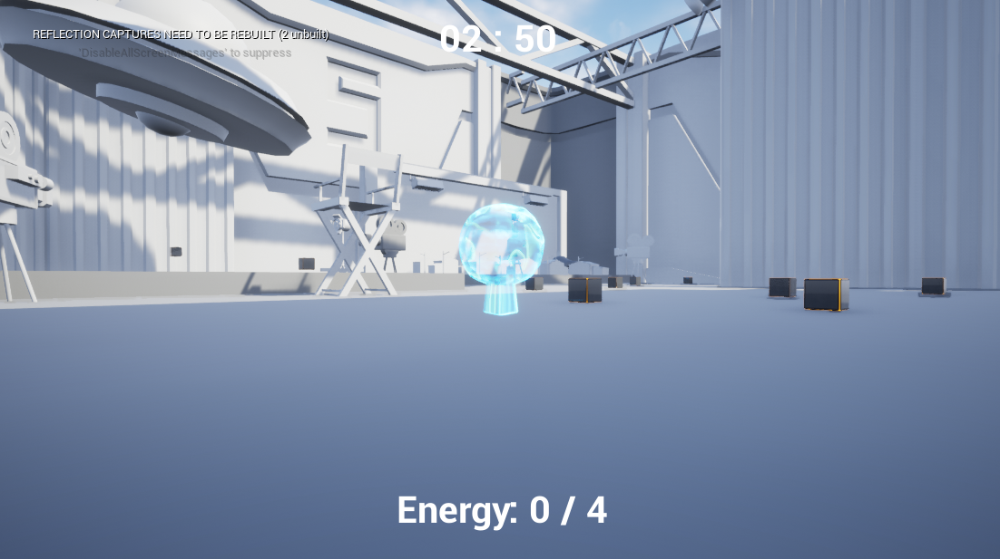 REFLECTION CAPTURES NEED TO BE REBUILT (2 unbuilt)
'DisableAllScreenMessages' to suppress
02 : 50
Energy: 0 / 4